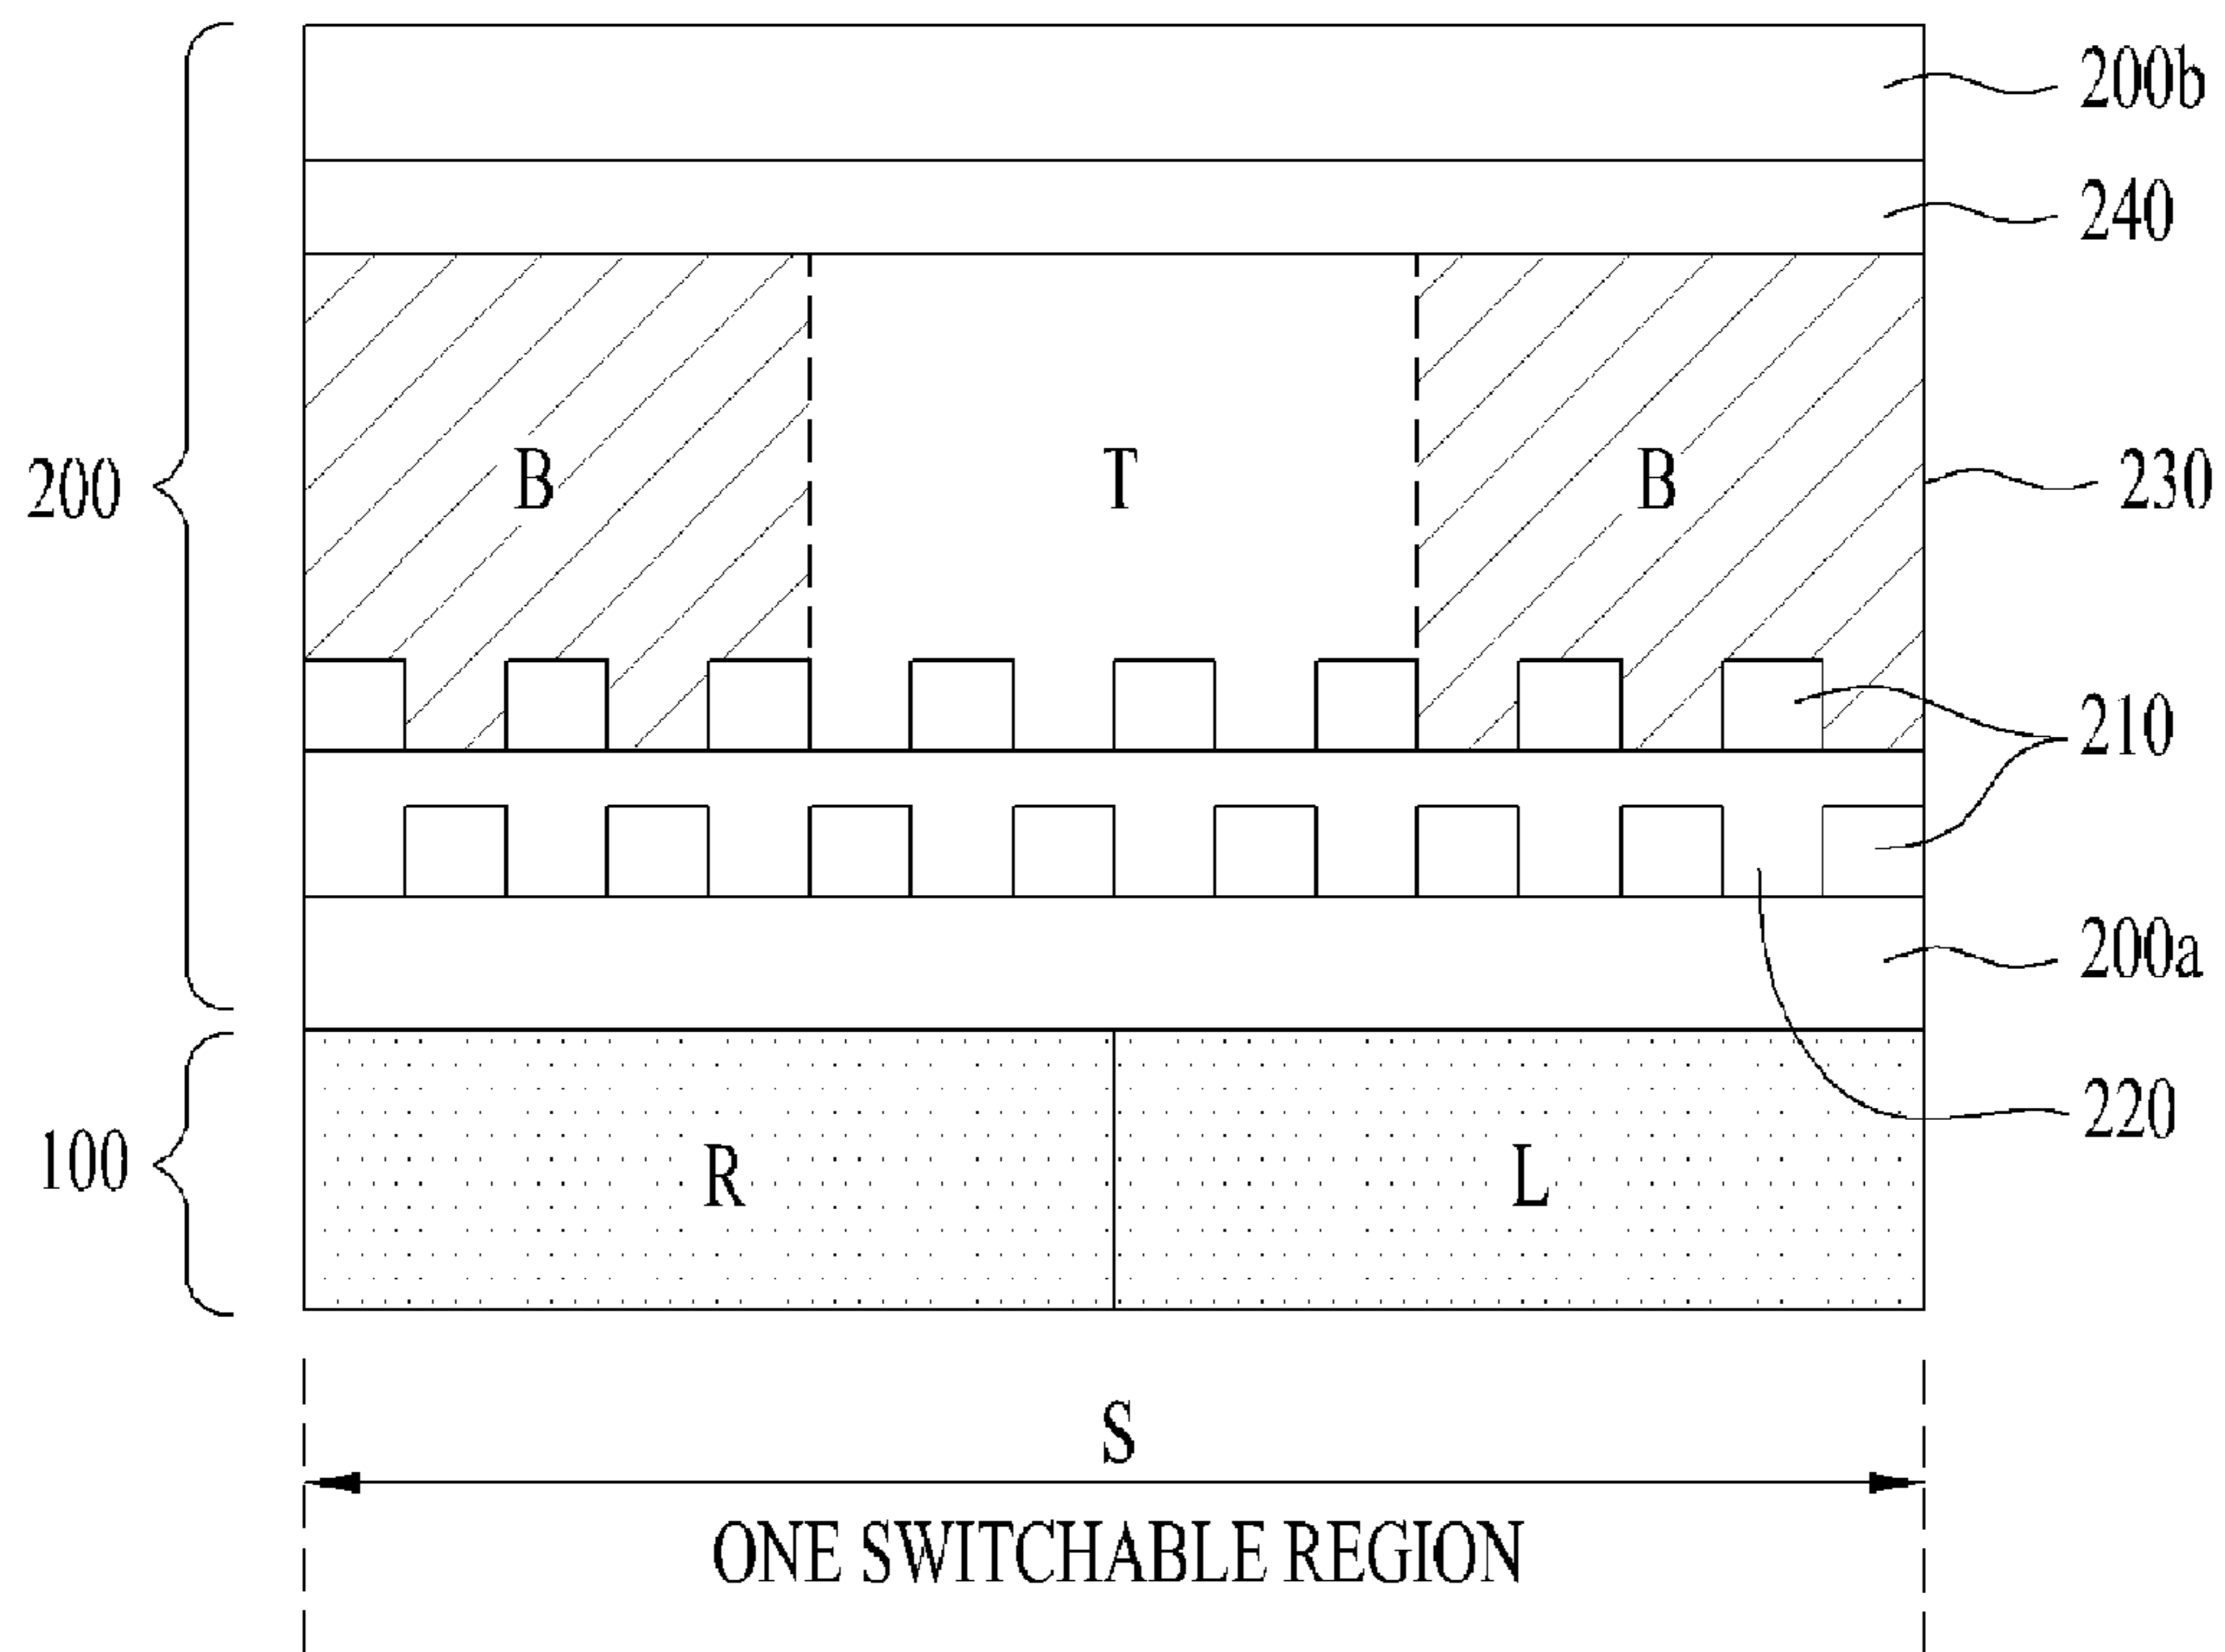 200b
240
B T B
200
230
210
200a
220
100
R L
S
ONE SWITCHABLE REGION